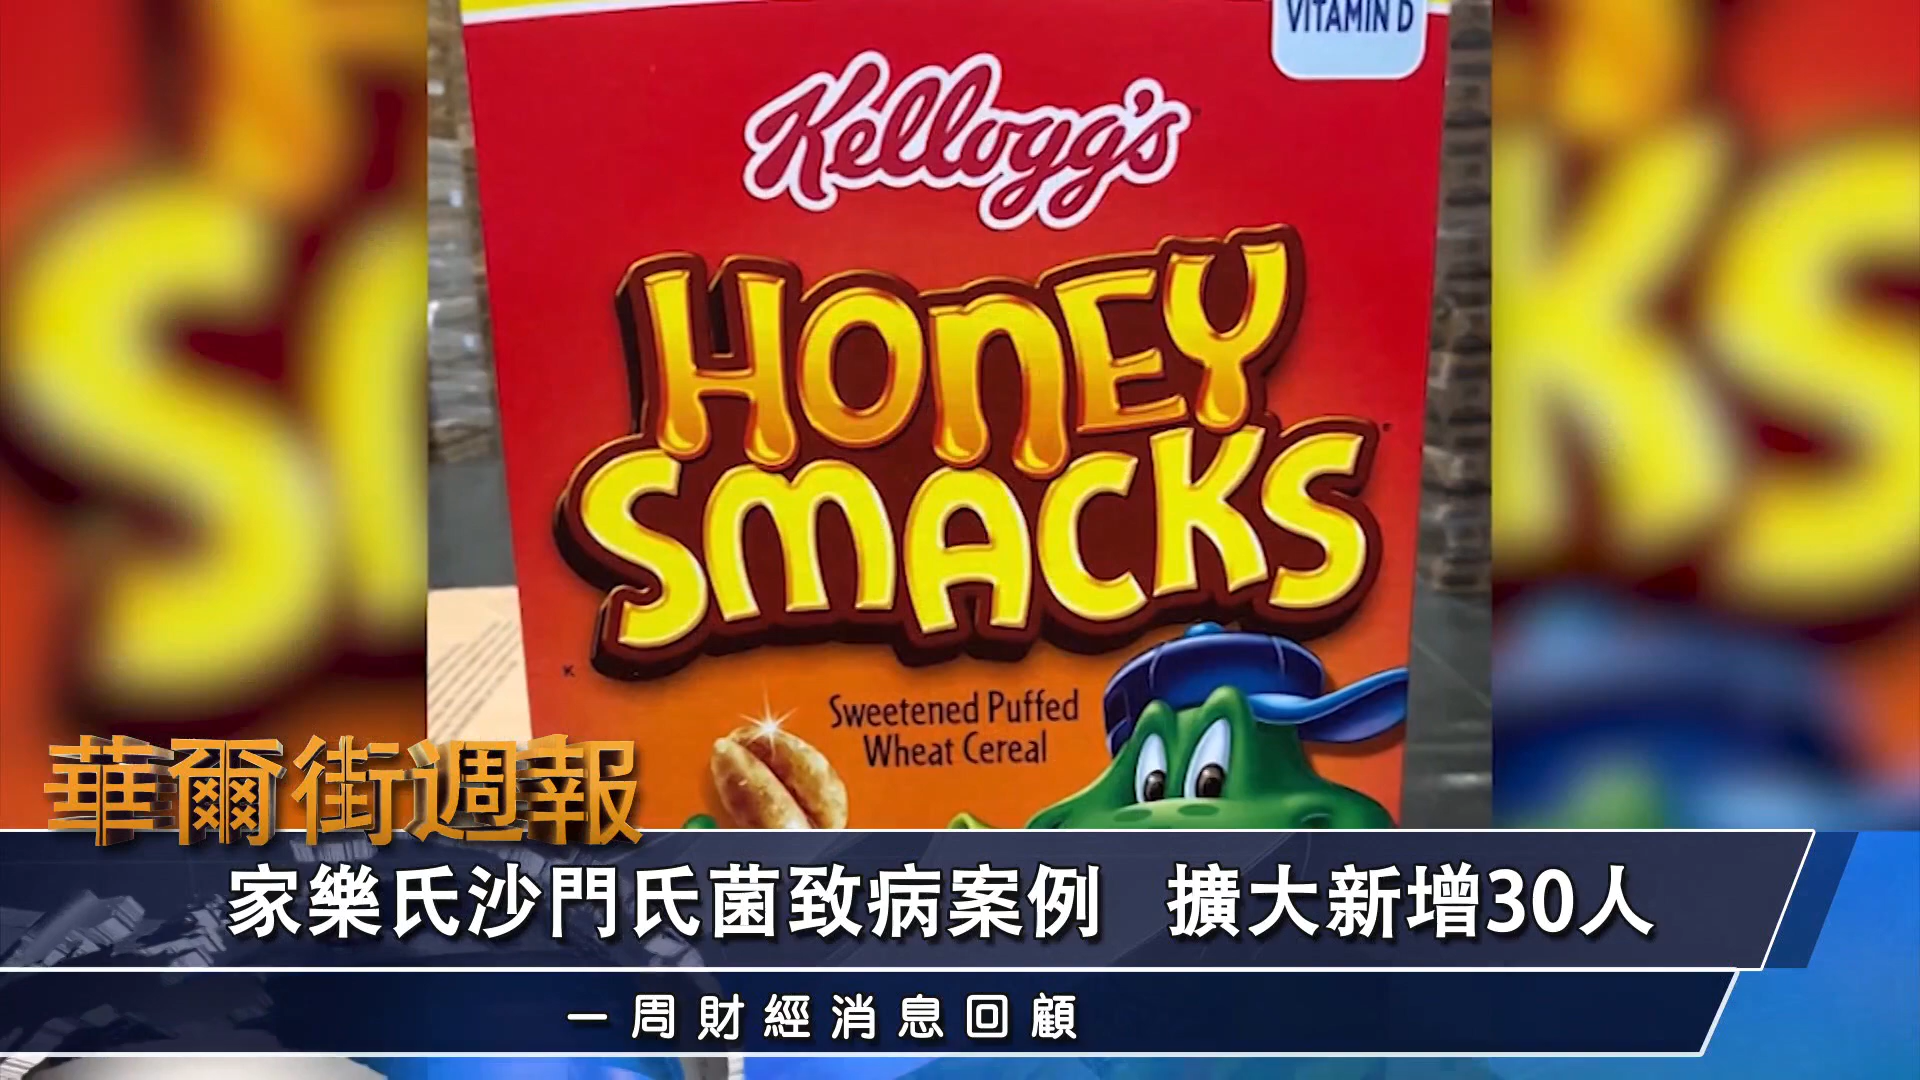 VITAMIN D
Kellogg's
HONEY
SMACKS
K
Sweetened Puffed
Wheat Cereal
華爾街週報
家樂氏沙門氏菌致病案例 擴大新增30人
一周財經消息回顧